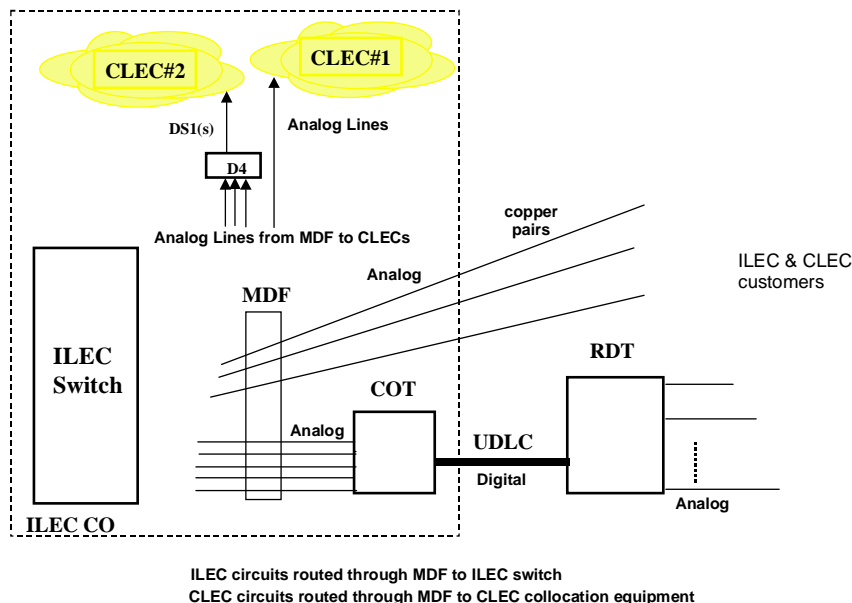 CLEC#2
CLEC#1
DS1(s)
Analog Lines
D4
Analog Lines from MDF to CLECs
copper
pairs
Analog
ILEC & CLEC
customers
MDF
ILEC
Switch
RDT
COT
Analog
UDLC
Digital
Analog
ILEC CO
ILEC circuits routed through MDF to ILEC switch
CLEC circuits routed through MDF to CLEC collocation equipment